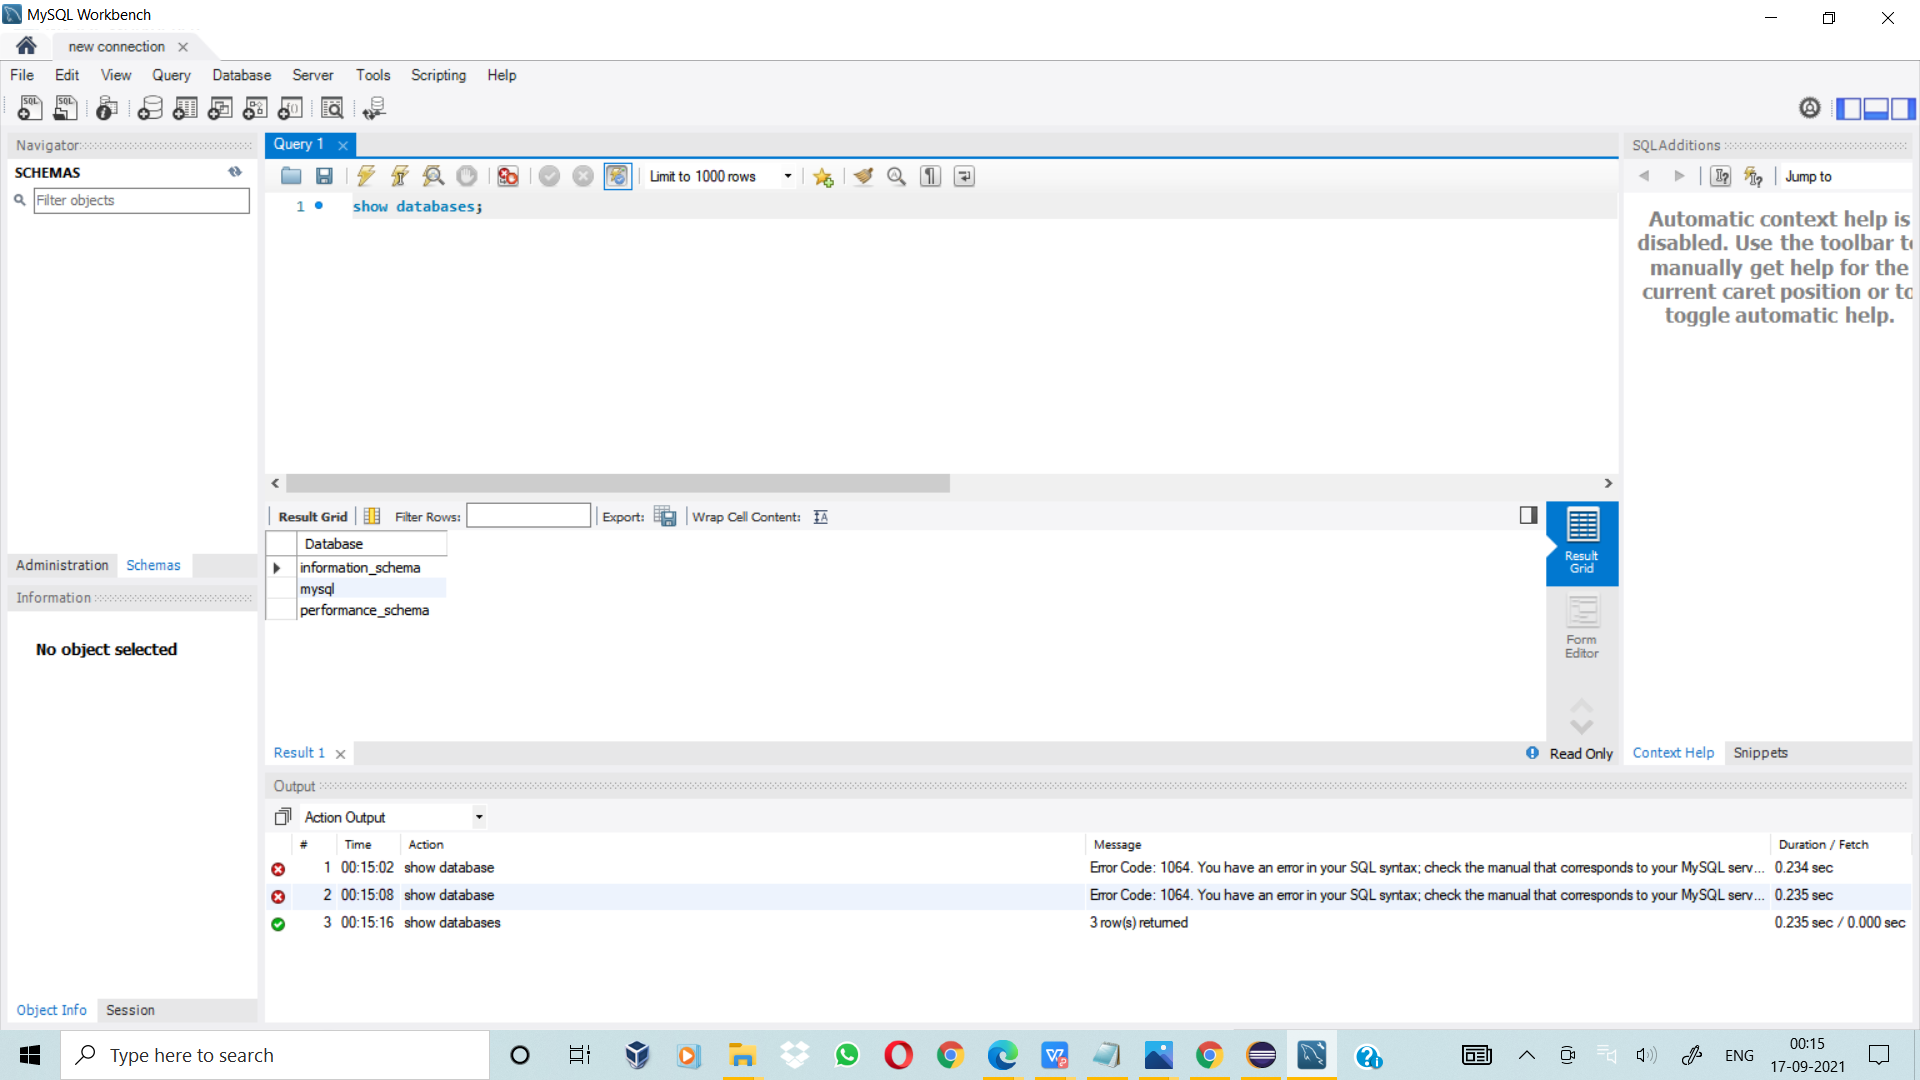 MySQL Workbench
new connection
File Edit View Query Database Server Tools Scripting Help
Navigator
SCHEMAS
Filter objects
Administration Schemas
Information
No object selected
Object Info Session
Query 1
Limit to 1000 rows
1 show databases;
Result Grid Filter Rows: Export: Wrap Cell Content:
Database
information_schema
mysql
performance_schema
Result Grid
Form Editor
Result 1
Read Only
SQLAdditions
Jump to
Automatic context help is
disabled. Use the toolbar t
manually get help for the
current caret position or to
toggle automatic help.
Context Help Snippets
Output
Action Output
# Time Action Message Duration / Fetch
1 00:15:02 show database Error Code: 1064. You have an error in your SQL syntax; check the manual that corresponds to your MySQL serv... 0.234 sec
2 00:15:08 show database Error Code: 1064. You have an error in your SQL syntax; check the manual that corresponds to your MySQL serv... 0.235 sec
3 00:15:16 show databases 3 row(s) returned 0.235 sec / 0.000 sec
Type here to search
ENG
00:15
17-09-2021